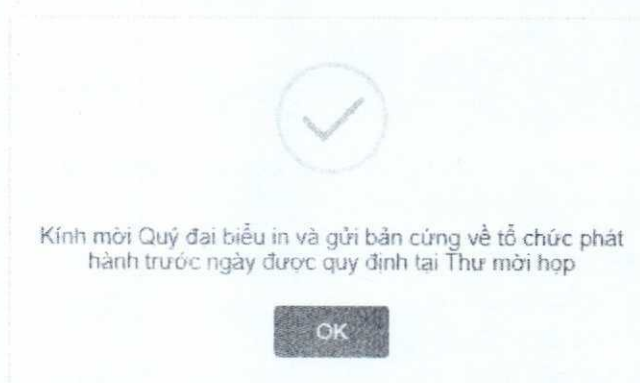 Kính mời Quý đại biểu in và gửi bản cứng về tổ chức phát
hành trước ngày được quy định tại Thư mời họp
OK